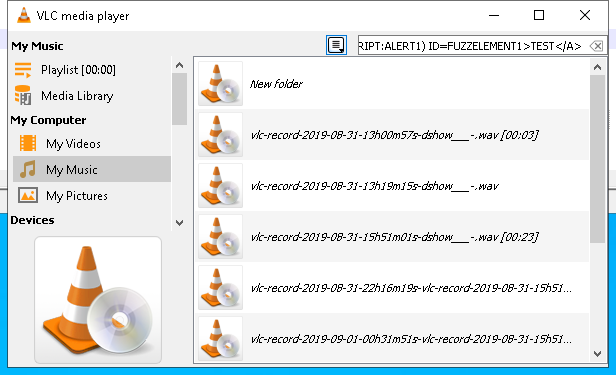 VLC media player
My Music
RIPT:ALERT1) ID=FUZZELEMENT1>TEST</A>
Playlist [00:00]
Media Library
My Computer
My Videos
My Music
My Pictures
Devices
New folder
vlc-record-2019-08-31-13h00m57s-dshow___-.wav [00:03]
vlc-record-2019-08-31-13h19m15s-dshow___-.wav
vlc-record-2019-08-31-15h51m01s-dshow___-.wav [00:23]
vlc-record-2019-08-31-22h16m19s-vlc-record-2019-08-31-15h51...
vlc-record-2019-09-01-00h31m51s-vlc-record-2019-08-31-15h51...